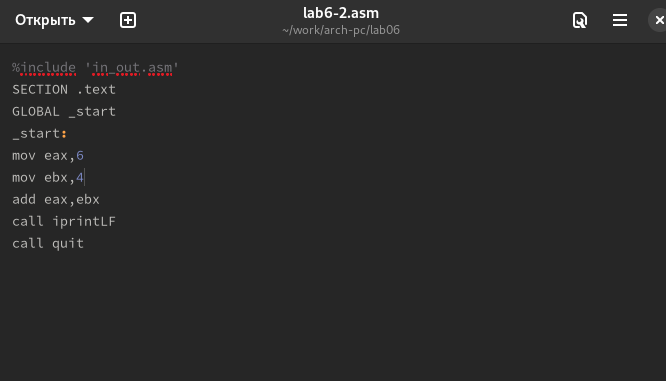 Открыть
lab6-2.asm
~/work/arch-pc/lab06
%include 'in_out.asm'
SECTION .text
GLOBAL _start
_start:
mov eax,6
mov ebx,4
add eax,ebx
call iprintLF
call quit